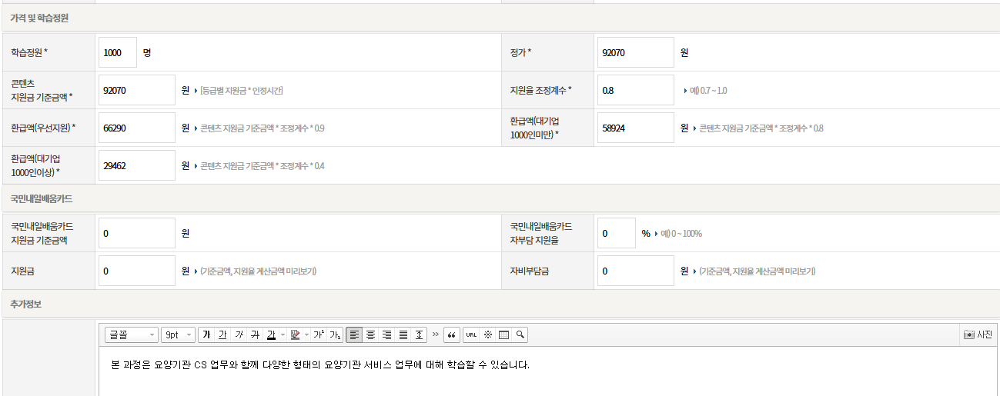 가격 및 학습정원
학습정원 * 1000 명 정가 * 92070 원
콘텐츠
지원금 기준금액 * 92070 원 [등급별 지원금 * 인정시간] 지원율 조정계수 * 0.8 예) 0.7 ~ 1.0
환급액(우선지원) * 66290 원 콘텐츠 지원금 기준금액 * 조정계수 * 0.9 환급액(대기업
1000인미만) * 58924 원 콘텐츠 지원금 기준금액 * 조정계수 * 0.8
환급액(대기업
1000인이상) * 29462 원 콘텐츠 지원금 기준금액 * 조정계수 * 0.4
국민내일배움카드
국민내일배움카드
지원금 기준금액 0 원 국민내일배움카드
자부담 지원율 0 % 예) 0 ~ 100%
지원금 0 원 (기준금액, 지원율 계산금액 미리보기) 자비부담금 0 원 (기준금액, 지원율 계산금액 미리보기)
추가정보
글꼴 9pt 가 가 가 가 가 가 가¹ 가₁ URL ※ 사진
본 과정은 요양기관 CS 업무와 함께 다양한 형태의 요양기관 서비스 업무에 대해 학습할 수 있습니다.